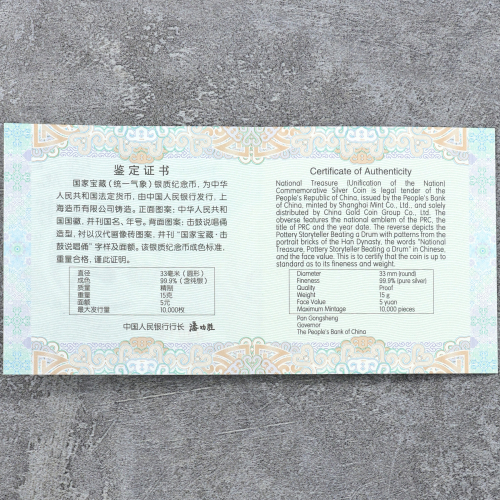 鉴定证书
国家宝藏（统一气象）银质纪念币，为中华
人民共和国法定货币，由中国人民银行发行，上
海造币有限公司铸造。正面图案：中华人民共和
国国徽，并刊国名、年号。背面图案：击鼓说唱俑
造型，衬以汉代画像砖图案，并刊“国家宝藏·击
鼓说唱俑”字样及面额。该银质纪念币成色标准，
重量合格，谨此证明。
直径 33毫米（圆形）
成色 99.9%（含纯银）
质量 精制
重量 15克
面额 5元
最大发行量 10,000枚
中国人民银行行长 潘功胜
Certificate of Authenticity
National Treasure (Unification of the Nation)
Commemorative Silver Coin is legal tender of the
People's Republic of China, issued by the People's Bank
of China, minted by Shanghai Mint Co., Ltd., and solely
distributed by China Gold Coin Group Co., Ltd. The
obverse features the national emblem of the PRC, the
title of PRC and the year date. The reverse depicts the
Pottery Storyteller Beating a Drum with patterns from the
portrait bricks of the Han Dynasty, the words "National
Treasure, Pottery Storyteller Beating a Drum" in Chinese,
and the face value. This is to certify that the coin is up to
standard as to its fineness and weight.
Diameter 33 mm (round)
Fineness 99.9% (pure silver)
Quality Proof
Weight 15 g
Face Value 5 yuan
Maximum Mintage 10,000 pieces
Pan Gongsheng
Governor
The People's Bank of China